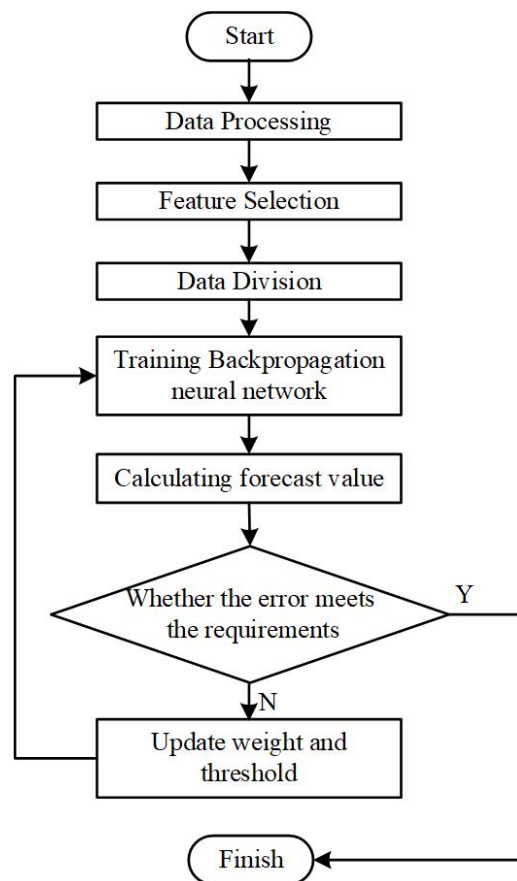 Start
Data Processing
Feature Selection
Data Division
Training Backpropagation
neural network
Calculating forecast value
Whether the error meets
the requirements
Y
N
Update weight and
threshold
Finish